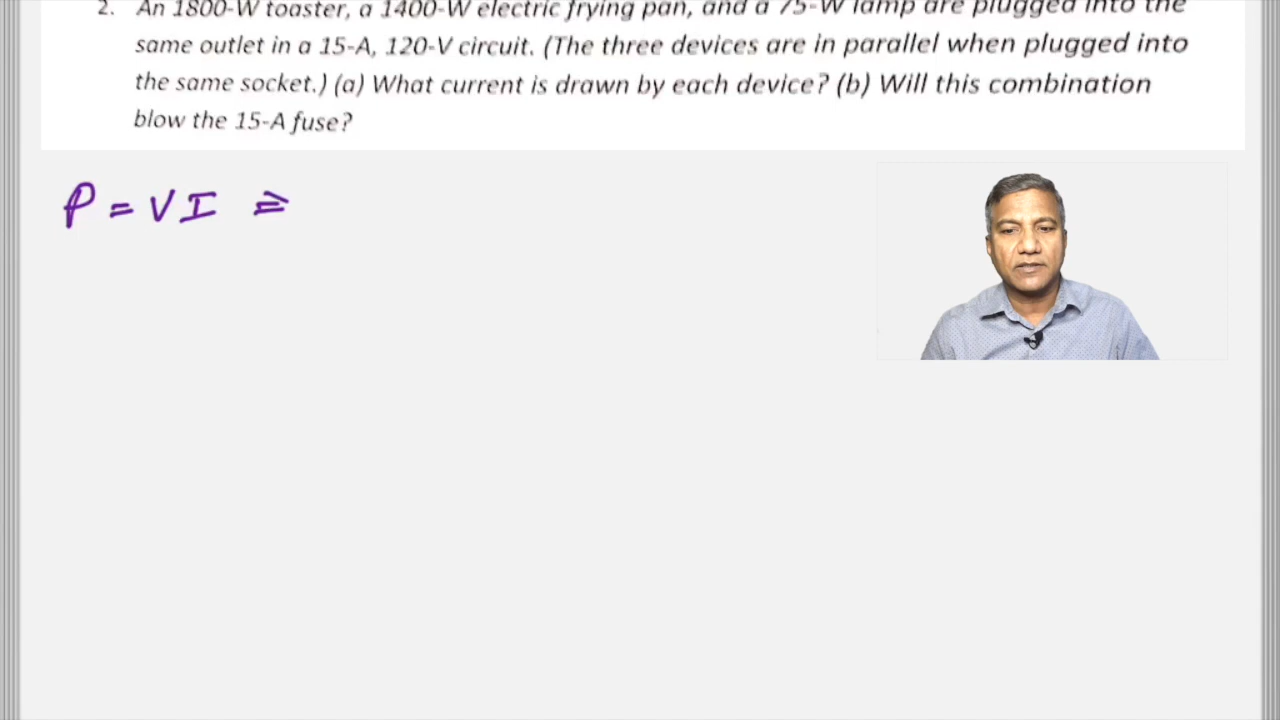 2. An 1800-W toaster, a 1400-W electric frying pan, and a 75-W lamp are plugged into the
same outlet in a 15-A, 120-V circuit. (The three devices are in parallel when plugged into
the same socket.) (a) What current is drawn by each device? (b) Will this combination
blow the 15-A fuse?
P = VI ⇒